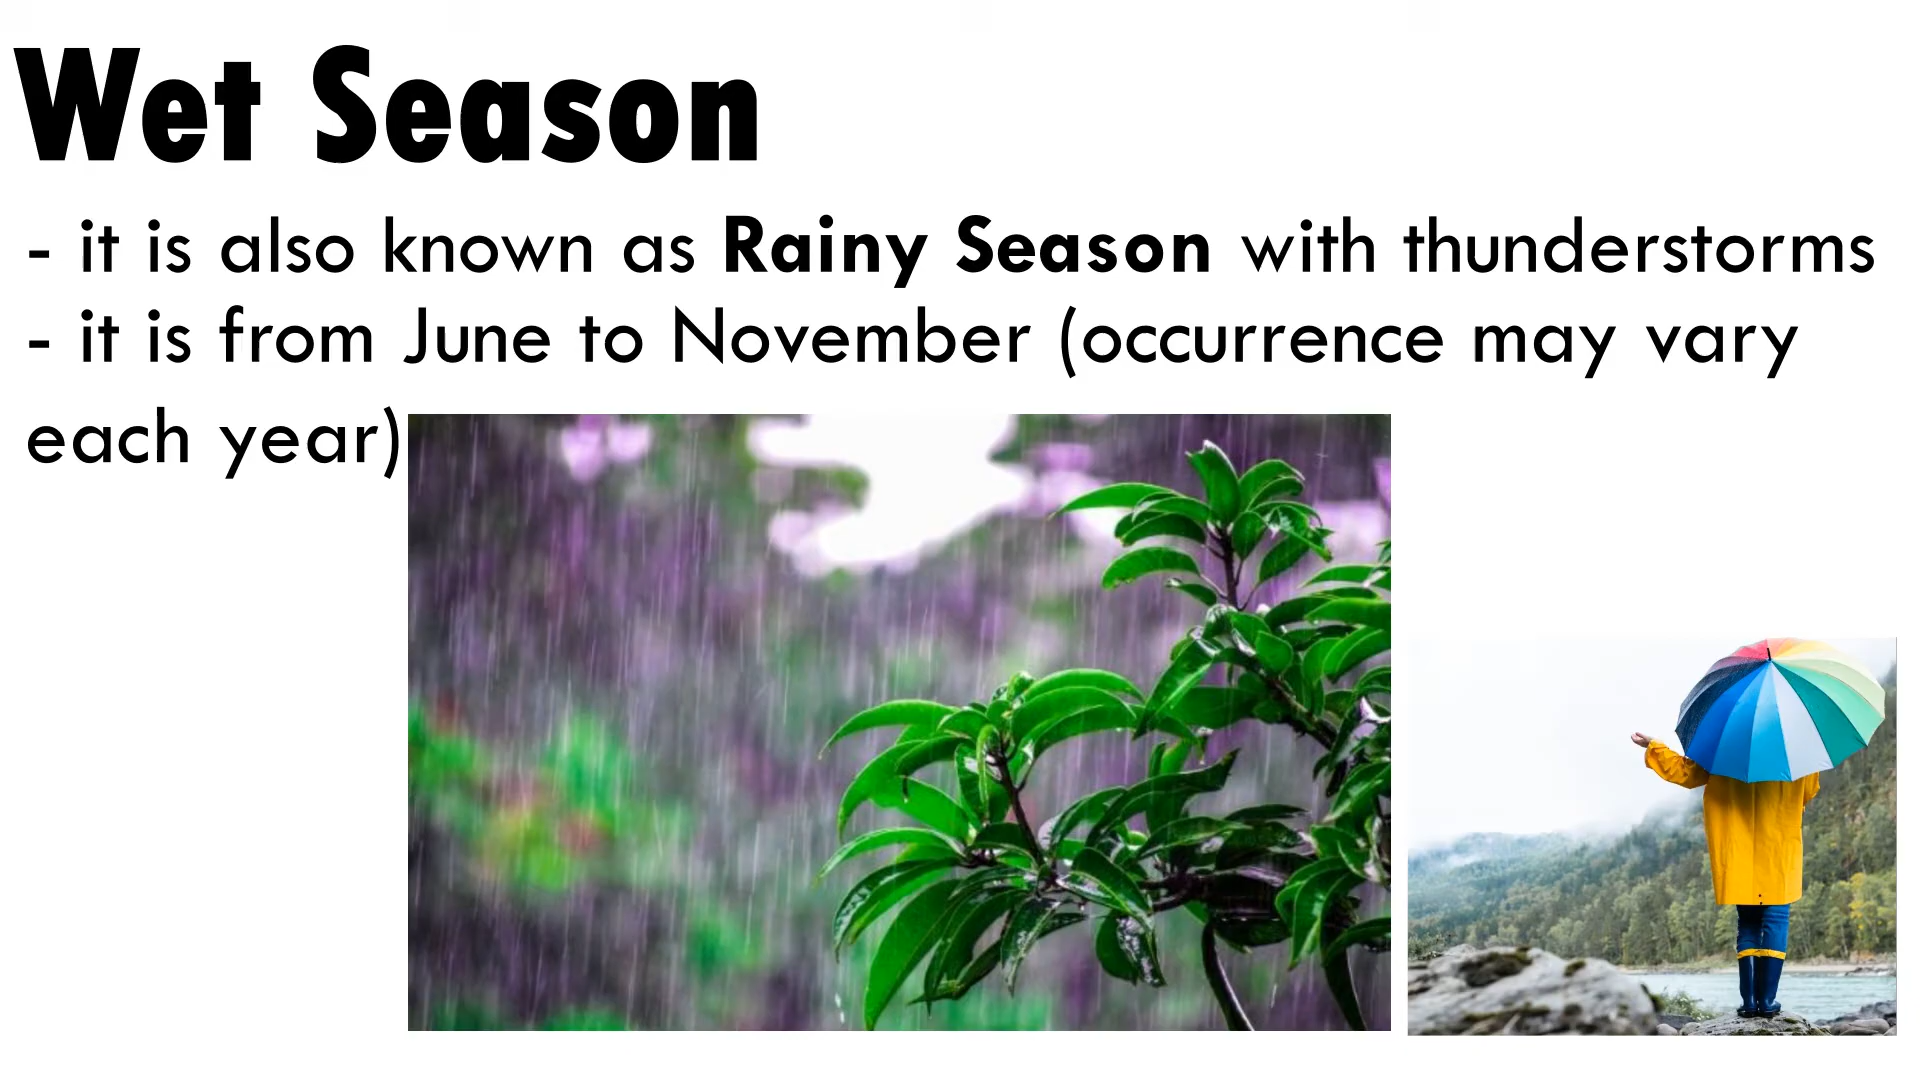 Wet Season
- it is also known as Rainy Season with thunderstorms
- it is from June to November (occurrence may vary
each year)